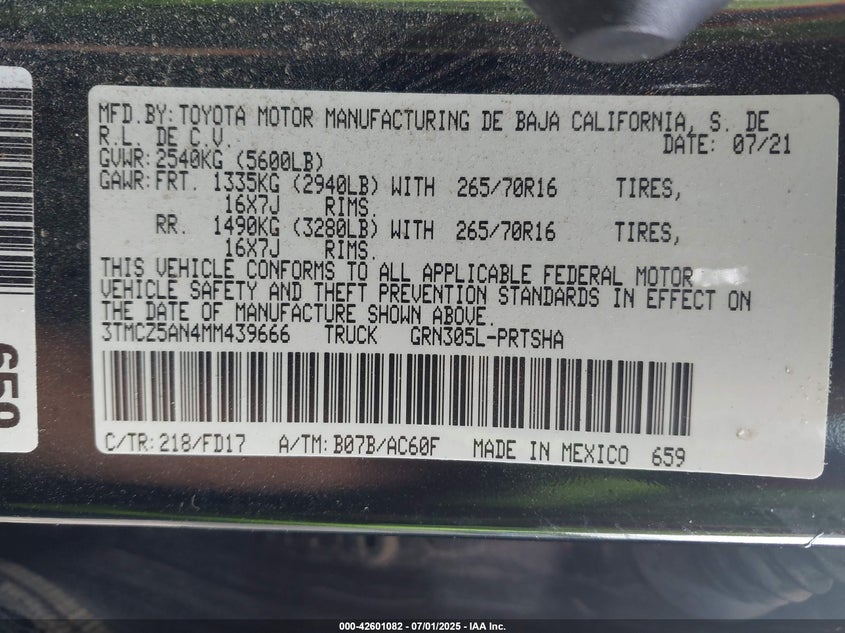 MFD.BY:TOYOTA MOTOR MANUFACTURING DE BAJA CALIFORNIA, S. DE
R.L. DE C.V. DATE: 07/21
GVWR:2540KG (5600LB)
GAWR:FRT. 1335KG (2940LB) WITH 265/70R16 TIRES,
16X7J RIMS.
RR. 1490KG (3280LB) WITH 265/70R16 TIRES,
16X7J RIMS.
THIS VEHICLE CONFORMS TO ALL APPLICABLE FEDERAL MOTOR
VEHICLE SAFETY AND THEFT PREVENTION STANDARDS IN EFFECT ON
THE DATE OF MANUFACTURE SHOWN ABOVE.
3TMCZ5AN4MM439666 TRUCK GRN305L-PRTSHA
C/TR:218/FD17 A/TM:B07B/AC60F MADE IN MEXICO 659
659
000-42601082 - 07/01/2025 - IAA Inc.